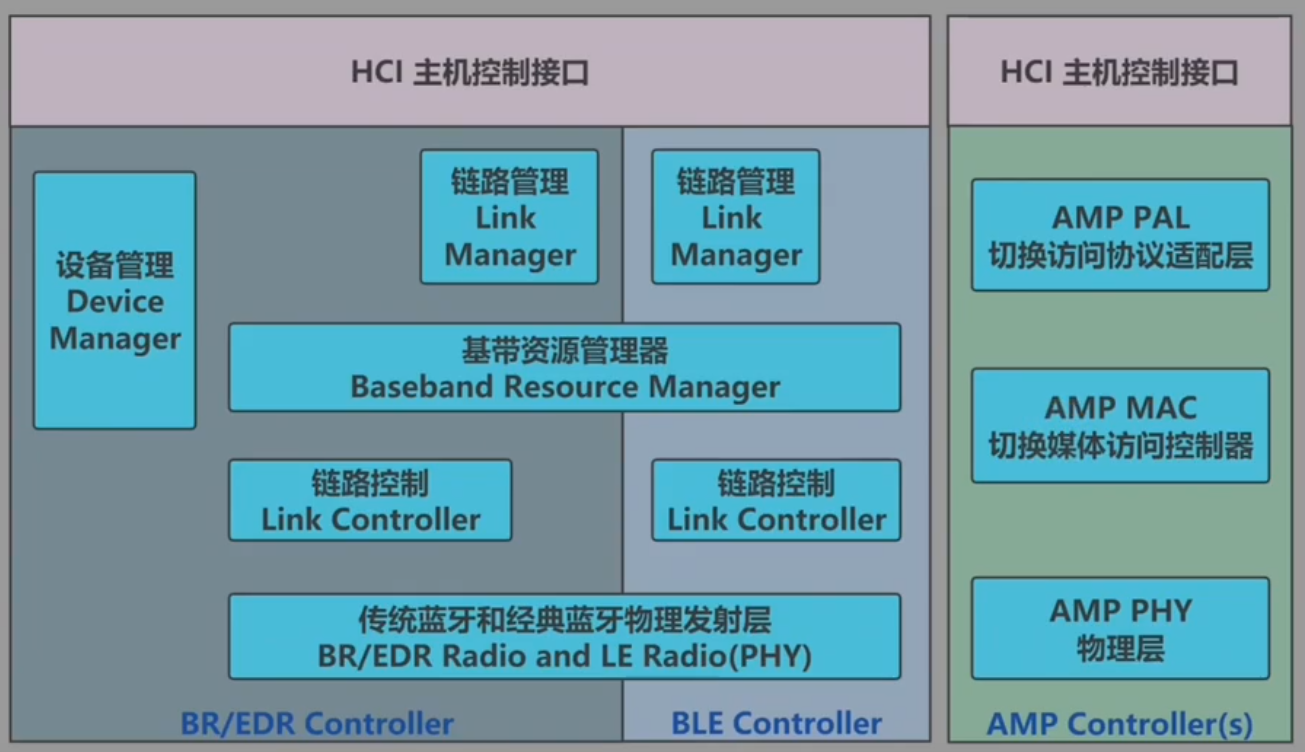 HCI 主机控制接口
HCI 主机控制接口
设备管理
Device
Manager
链路管理
Link
Manager
链路管理
Link
Manager
基带资源管理器
Baseband Resource Manager
链路控制
Link Controller
链路控制
Link Controller
传统蓝牙和经典蓝牙物理发射层
BR/EDR Radio and LE Radio(PHY)
BR/EDR Controller
BLE Controller
AMP PAL
切换访问协议适配层
AMP MAC
切换媒体访问控制器
AMP PHY
物理层
AMP Controller(s)